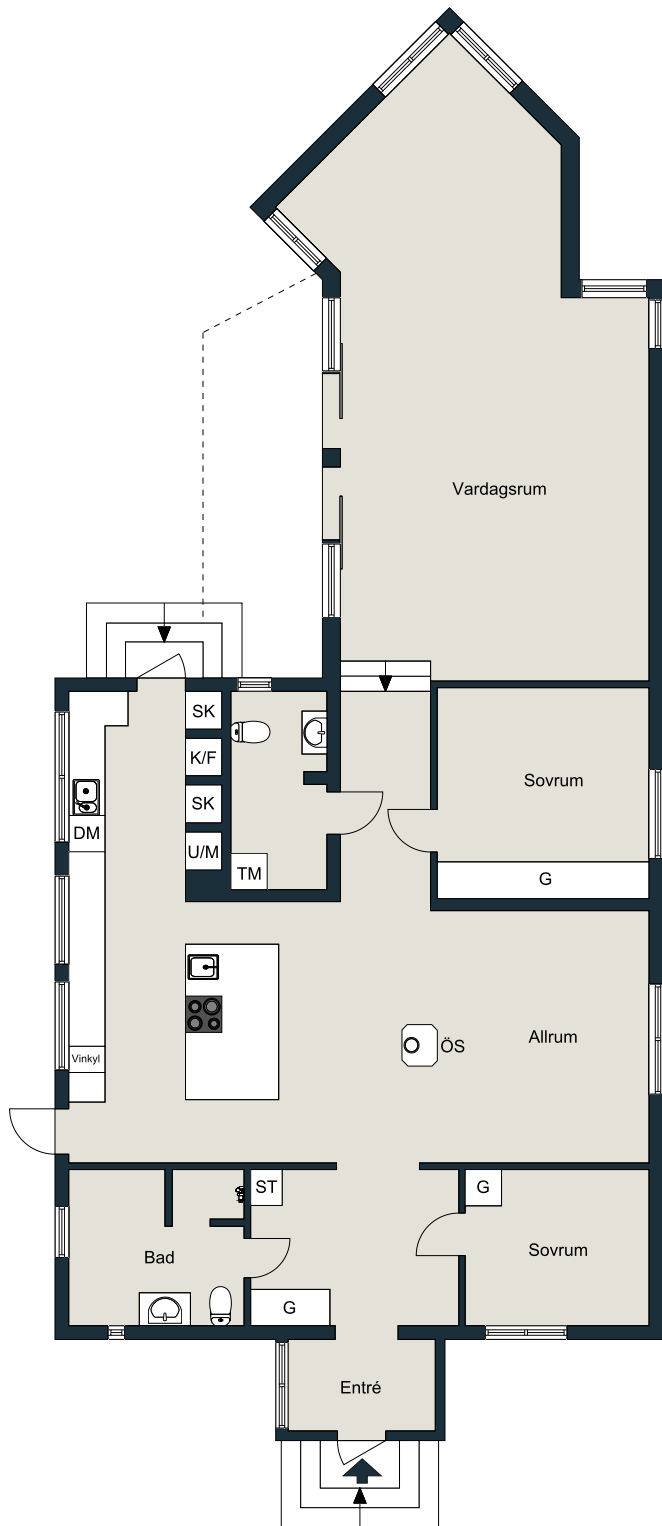 Vardagsrum
SK
K/F
SK
U/M
DM
TM
Sovrum
G
Vinkyl
ÖS
Allrum
ST
G
Bad
Sovrum
G
Entré